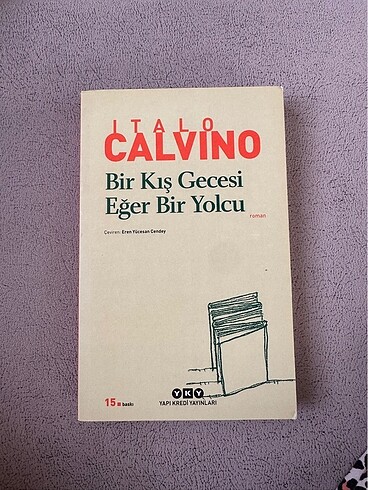 ITALO
CALVINO
Bir Kış Gecesi
Eğer Bir Yolcu
roman
Çeviren: Eren Yücesan Cendey
15. baskı
YKY
YAPI KREDİ YAYINLARI